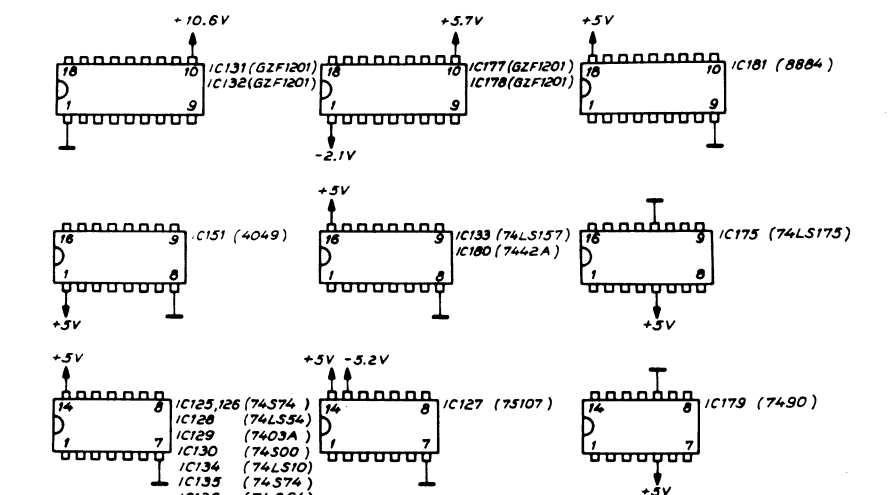 +10.6V
18 10 IC131(GZF1201)
IC132(GZF1201)
1 9
+5.7V
18 10 IC177(GZF1201)
IC178(GZF1201)
1 9
-2.1V
+5V
18 10 IC181 (8884)
1 9
16 9 IC151 (4049)
1 8
+5V
+5V
16 9 IC133 (74LS157)
IC180 (7442A)
1 8
16 9 IC175 (74LS175)
1 8
+5V
+5V
14 8 IC125,126 (74S74 )
IC128 (74LS54)
IC129 (7403A)
1 7 IC130 (74S00)
IC134 (74LS10)
IC135 (74S74)
+5V -5.2V
14 8 IC127 (75107)
1 7
14 8 IC179 (7490)
1 7
+5V